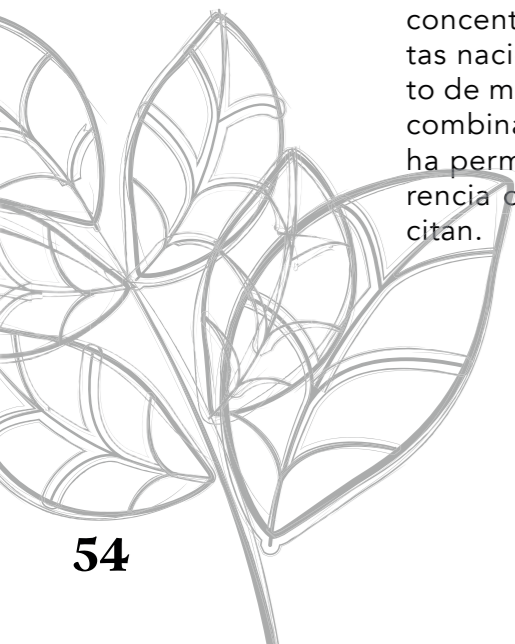 concent
tas naci
to de m
combina
ha perm
rencia
citan.
54